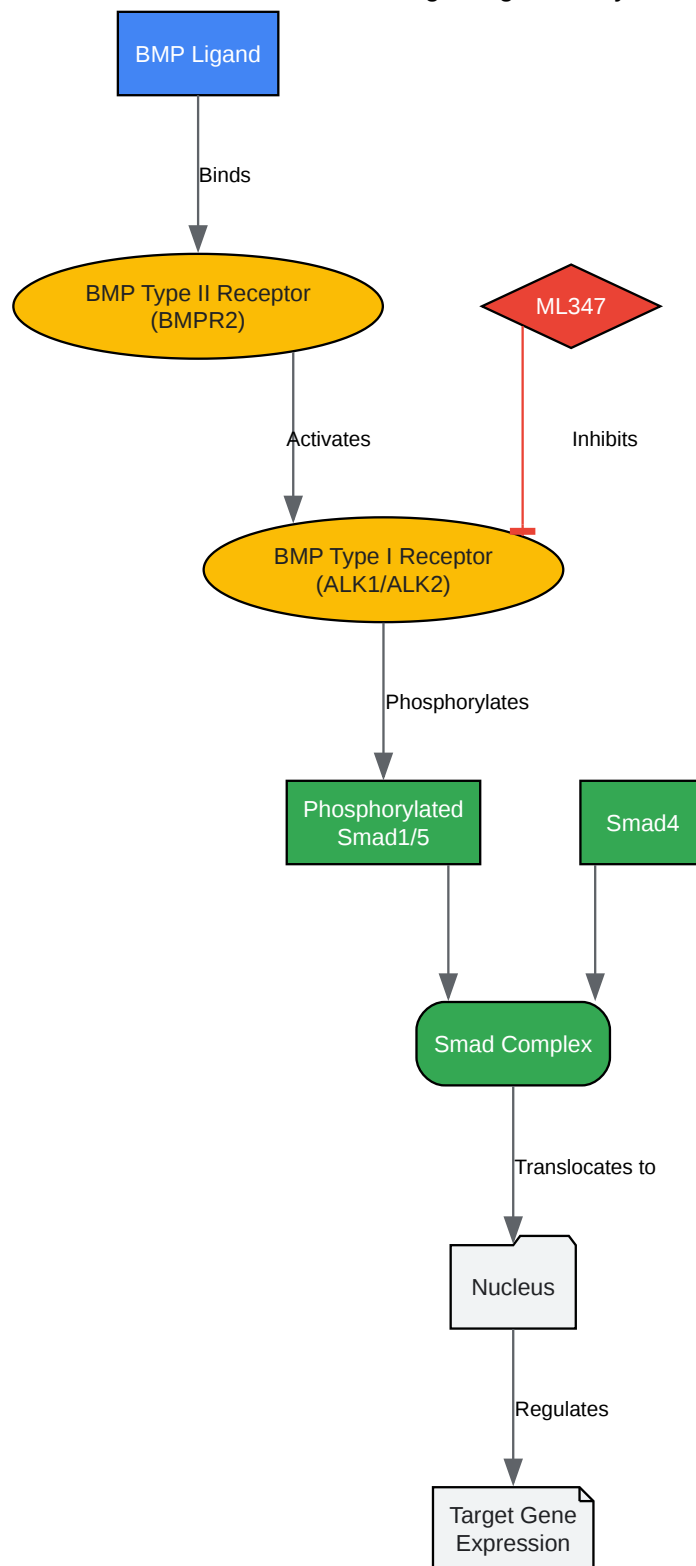 BMP Ligand
Binds
BMP Type II Receptor
(BMPR2)
ML347
Activates
Inhibits
BMP Type I Receptor
(ALK1/ALK2)
Phosphorylates
Phosphorylated
Smad1/5
Smad4
Smad Complex
Translocates to
Nucleus
Regulates
Target Gene
Expression